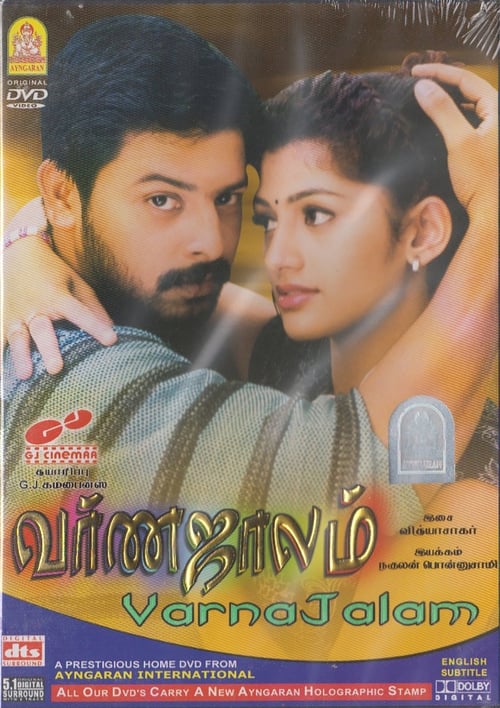 AYNGARAN
ORIGINAL
DVD
VIDEO
GJ CINEMAA
தயாரிப்பு
G.J.கம்பைன்ஸ்
இசை
வித்யாசாகர்
இயக்கம்
நகுலன் பொன்னுசாமி
வர்ணஜாலம்
VarnaJalam
DIGITAL
dts
SURROUND
A PRESTIGIOUS HOME DVD FROM
AYNGARAN INTERNATIONAL
ENGLISH
SUBTITLE
5.1 DIGITAL
SURROUND
ALL OUR DVD'S CARRY A NEW AYNGARAN HOLOGRAPHIC STAMP
DOLBY
DIGITAL